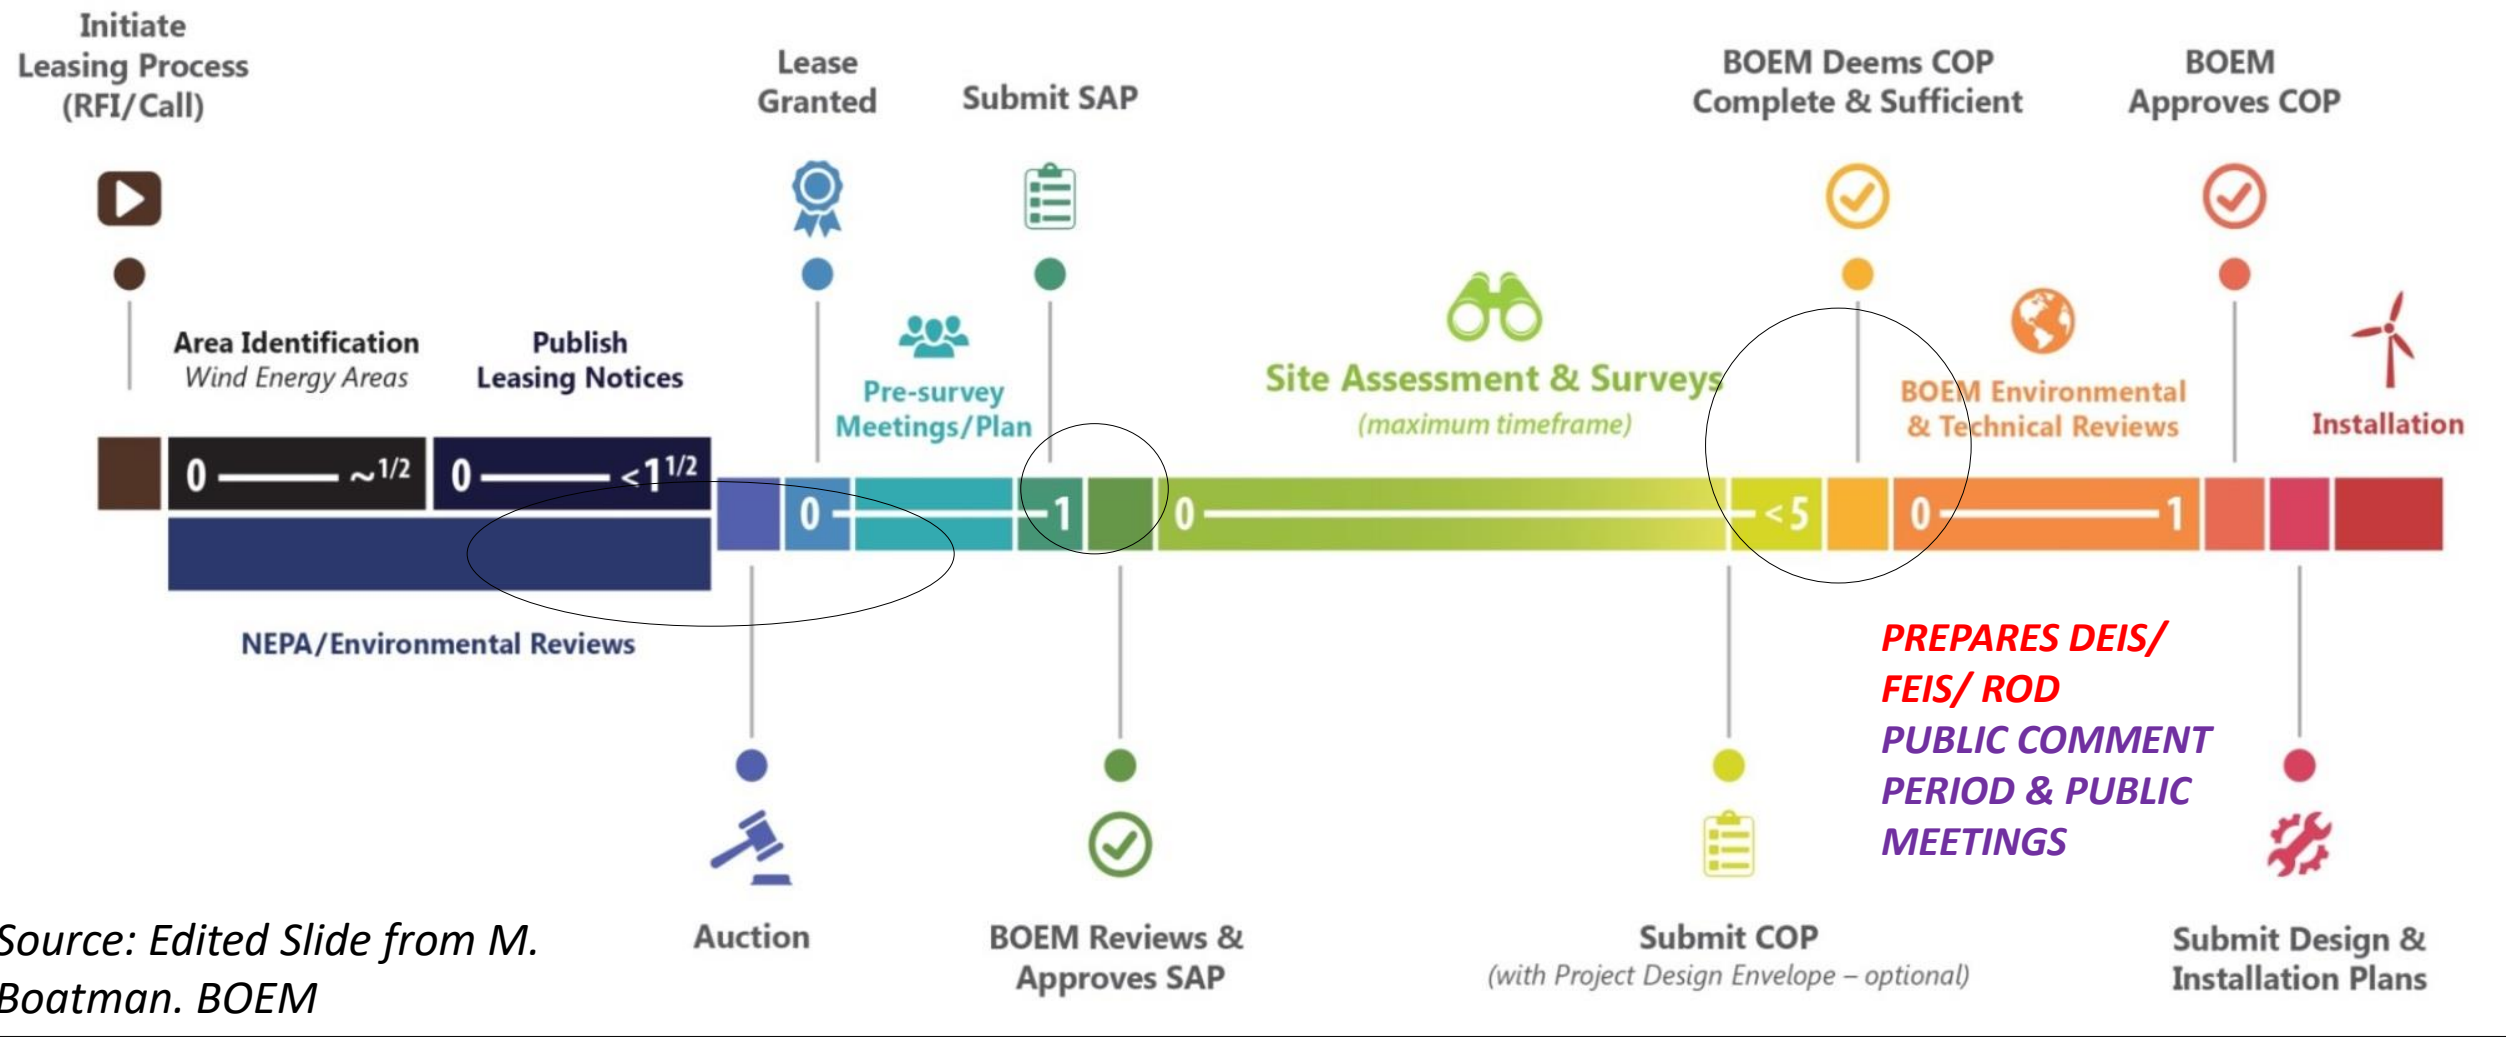 Initiate
Leasing Process
(RFI/Call)
Lease
Granted
Submit SAP
BOEM Deems COP
Complete & Sufficient
BOEM
Approves COP
Area Identification
Wind Energy Areas
Publish
Leasing Notices
Pre-survey
Meetings/Plan
Site Assessment & Surveys
(maximum timeframe)
BOEM Environmental
& Technical Reviews
Installation
0 ~1/2
0 <1 1/2
0 1
0 <5
0 1
NEPA/Environmental Reviews
PREPARES DEIS/
FEIS/ ROD
PUBLIC COMMENT
PERIOD & PUBLIC
MEETINGS
Auction
BOEM Reviews &
Approves SAP
Submit COP
(with Project Design Envelope – optional)
Submit Design &
Installation Plans
Source: Edited Slide from M.
Boatman. BOEM